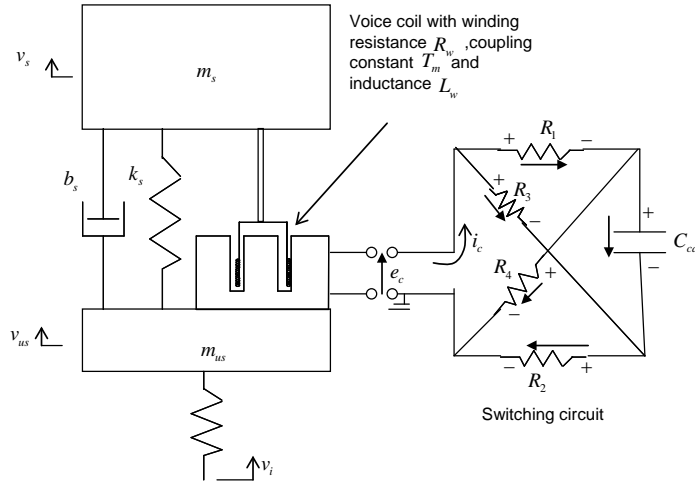 Voice coil with winding
resistance R_w ,coupling
constant T_m and
inductance L_w
v_s
m_s
b_s
k_s
+ R_1 −
+ R_3 −
i_c
e_c
R_4 + −
+ C_ca −
v_us
m_us
− R_2 +
Switching circuit
v_i